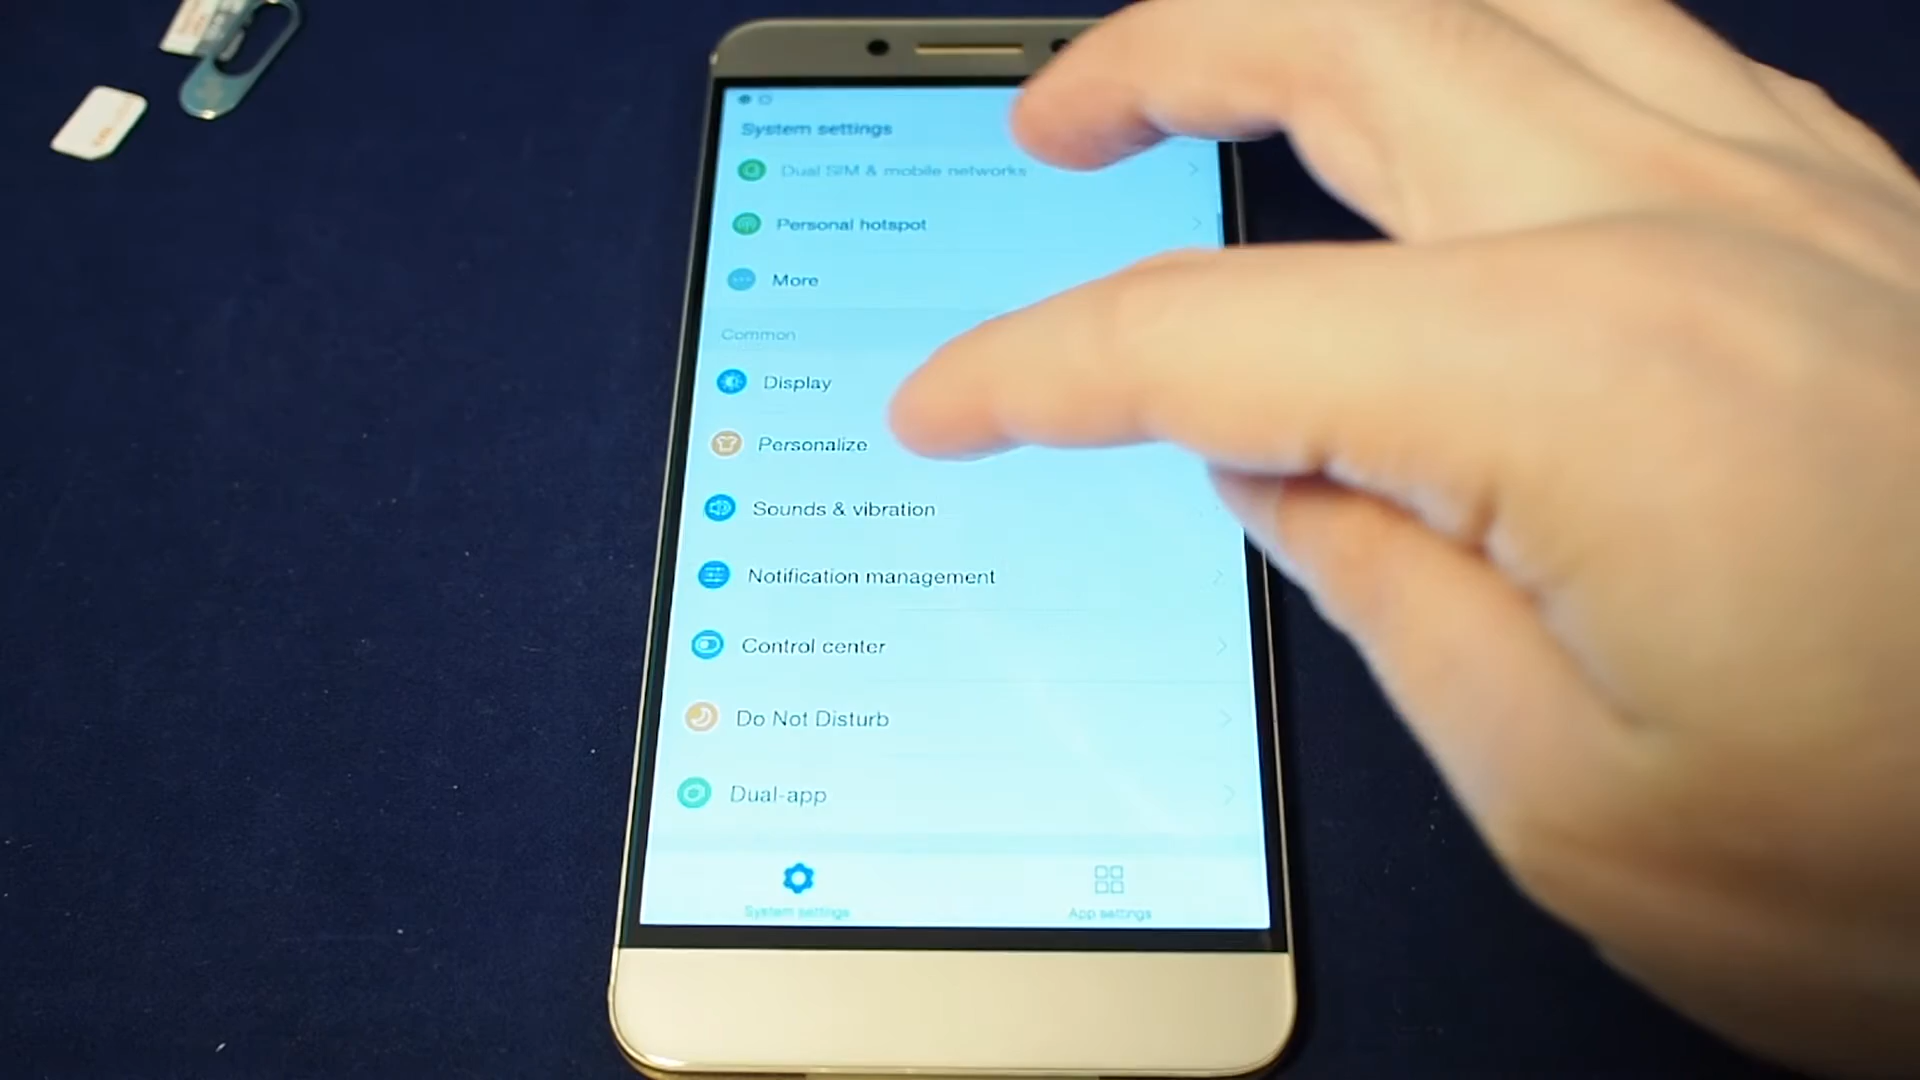 System settings
Dual SIM & mobile networks
Personal hotspot
More
Common
Display
Personalize
Sounds & vibration
Notification management
Control center
Do Not Disturb
Dual-app
System settings
App settings